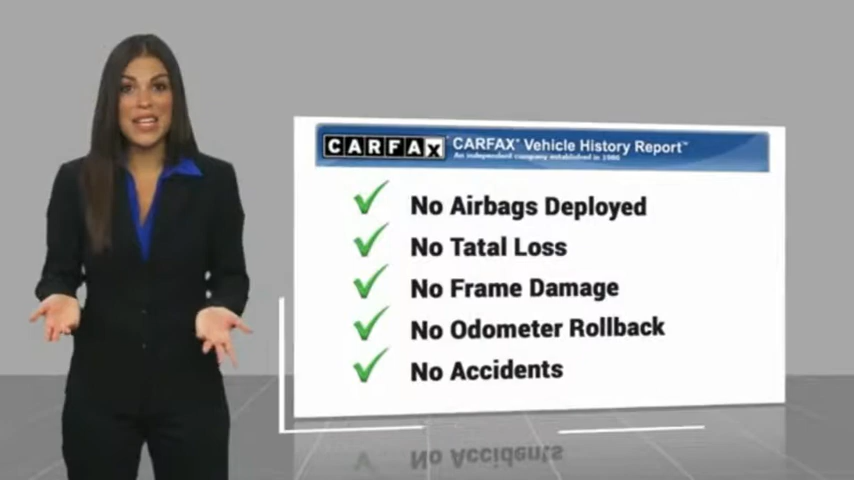 CARFAX CARFAX® Vehicle History Report™
An independent company established in 1986
No Airbags Deployed
No Tatal Loss
No Frame Damage
No Odometer Rollback
No Accidents
No Accidents